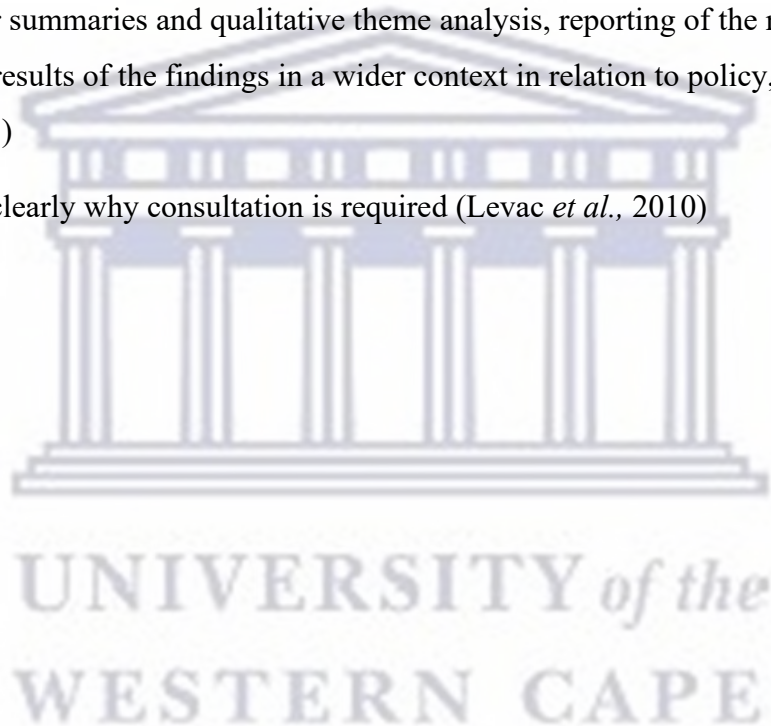 summaries and qualitative theme analysis, reporting of the
results of the findings in a wider context in relation to policy,
)
clearly why consultation is required (Levac et al., 2010)
UNIVERSITY of the
WESTERN CAPE